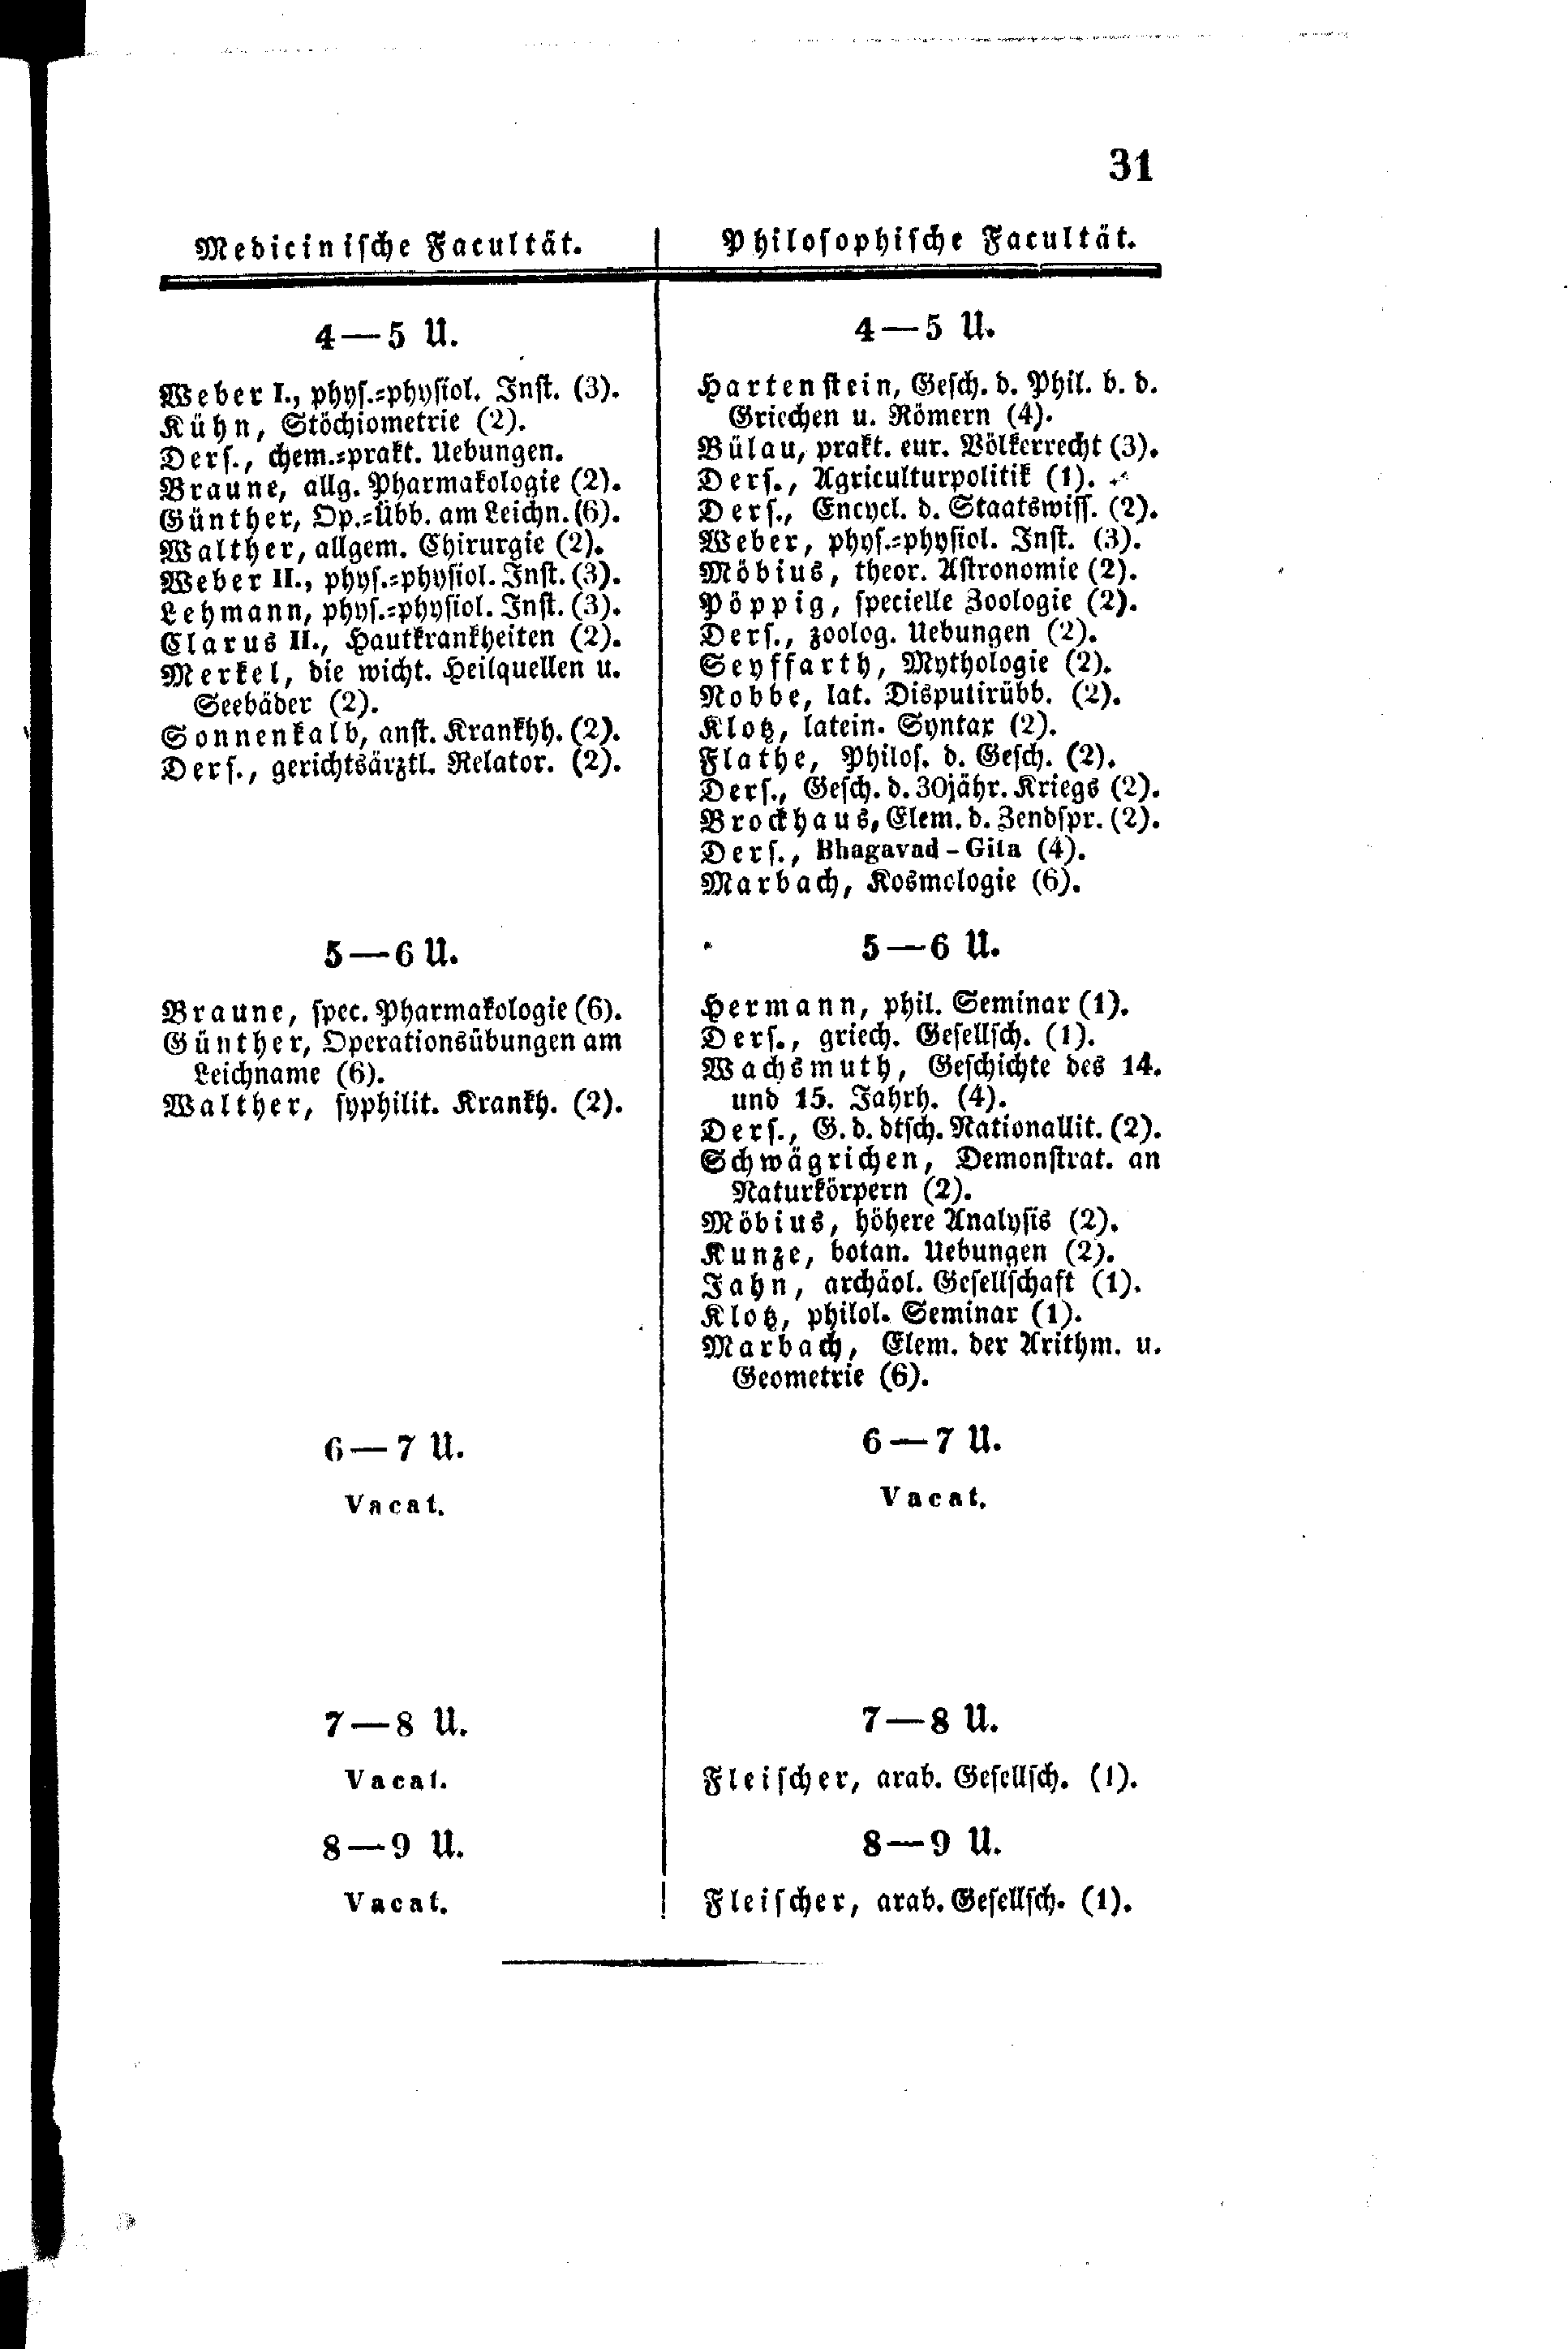 31
Medicinische Facultät.
4—5 U.
Weber I., phys.-physiol. Inst. (3).
Kühn, Stöchiometrie (2).
Ders., chem.-prakt. Uebungen.
Braune, allg. Pharmakologie (2).
Günther, Op.-übb. am Leichn. (6).
Walther, allgem. Chirurgie (2).
Weber II., phys.-physiol. Inst. (3).
Lehmann, phys.-physiol. Inst. (3).
Clarus II., Hautkrankheiten (2).
Merkel, die wicht. Heilquellen u.
Seebäder (2).
Sonnenkalb, anst. Krankhh. (2).
Ders., gerichtsärztl. Relator. (2).
5—6 U.
Braune, spec. Pharmakologie (6).
Günther, Operationsübungen am
Leichname (6).
Walther, syphilit. Krankh. (2).
6—7 U.
Vacat.
7—8 U.
Vacat.
8—9 U.
Vacat.
Philosophische Facultät.
4—5 U.
Hartenstein, Gesch. d. Phil. b. d.
Griechen u. Römern (4).
Bülau, prakt. eur. Völkerrecht (3).
Ders., Agriculturpolitik (1).
Ders., Encycl. d. Staatswiss. (2).
Weber, phys.-physiol. Inst. (3).
Möbius, theor. Astronomie (2).
Pöppig, specielle Zoologie (2).
Ders., zoolog. Uebungen (2).
Seyffarth, Mythologie (2).
Nobbe, lat. Disputirübb. (2).
Klotz, latein. Syntax (2).
Flathe, Philos. d. Gesch. (2).
Ders., Gesch. d. 30jähr. Kriegs (2).
Brockhaus, Elem. d. Zendspr. (2).
Ders., Bhagavad-Gita (4).
Marbach, Kosmologie (6).
5—6 U.
Hermann, phil. Seminar (1).
Ders., griech. Gesellsch. (1).
Wachsmuth, Geschichte des 14.
und 15. Jahrh. (4).
Ders., G. d. dtsch. Nationallit. (2).
Schwägrichen, Demonstrat. an
Naturkörpern (2).
Möbius, höhere Analysis (2).
Kunze, botan. Uebungen (2).
Jahn, archäol. Gesellschaft (1).
Klotz, philol. Seminar (1).
Marbach, Elem. der Arithm. u.
Geometrie (6).
6—7 U.
Vacat.
7—8 U.
Fleischer, arab. Gesellsch. (1).
8—9 U.
Fleischer, arab. Gesellsch. (1).